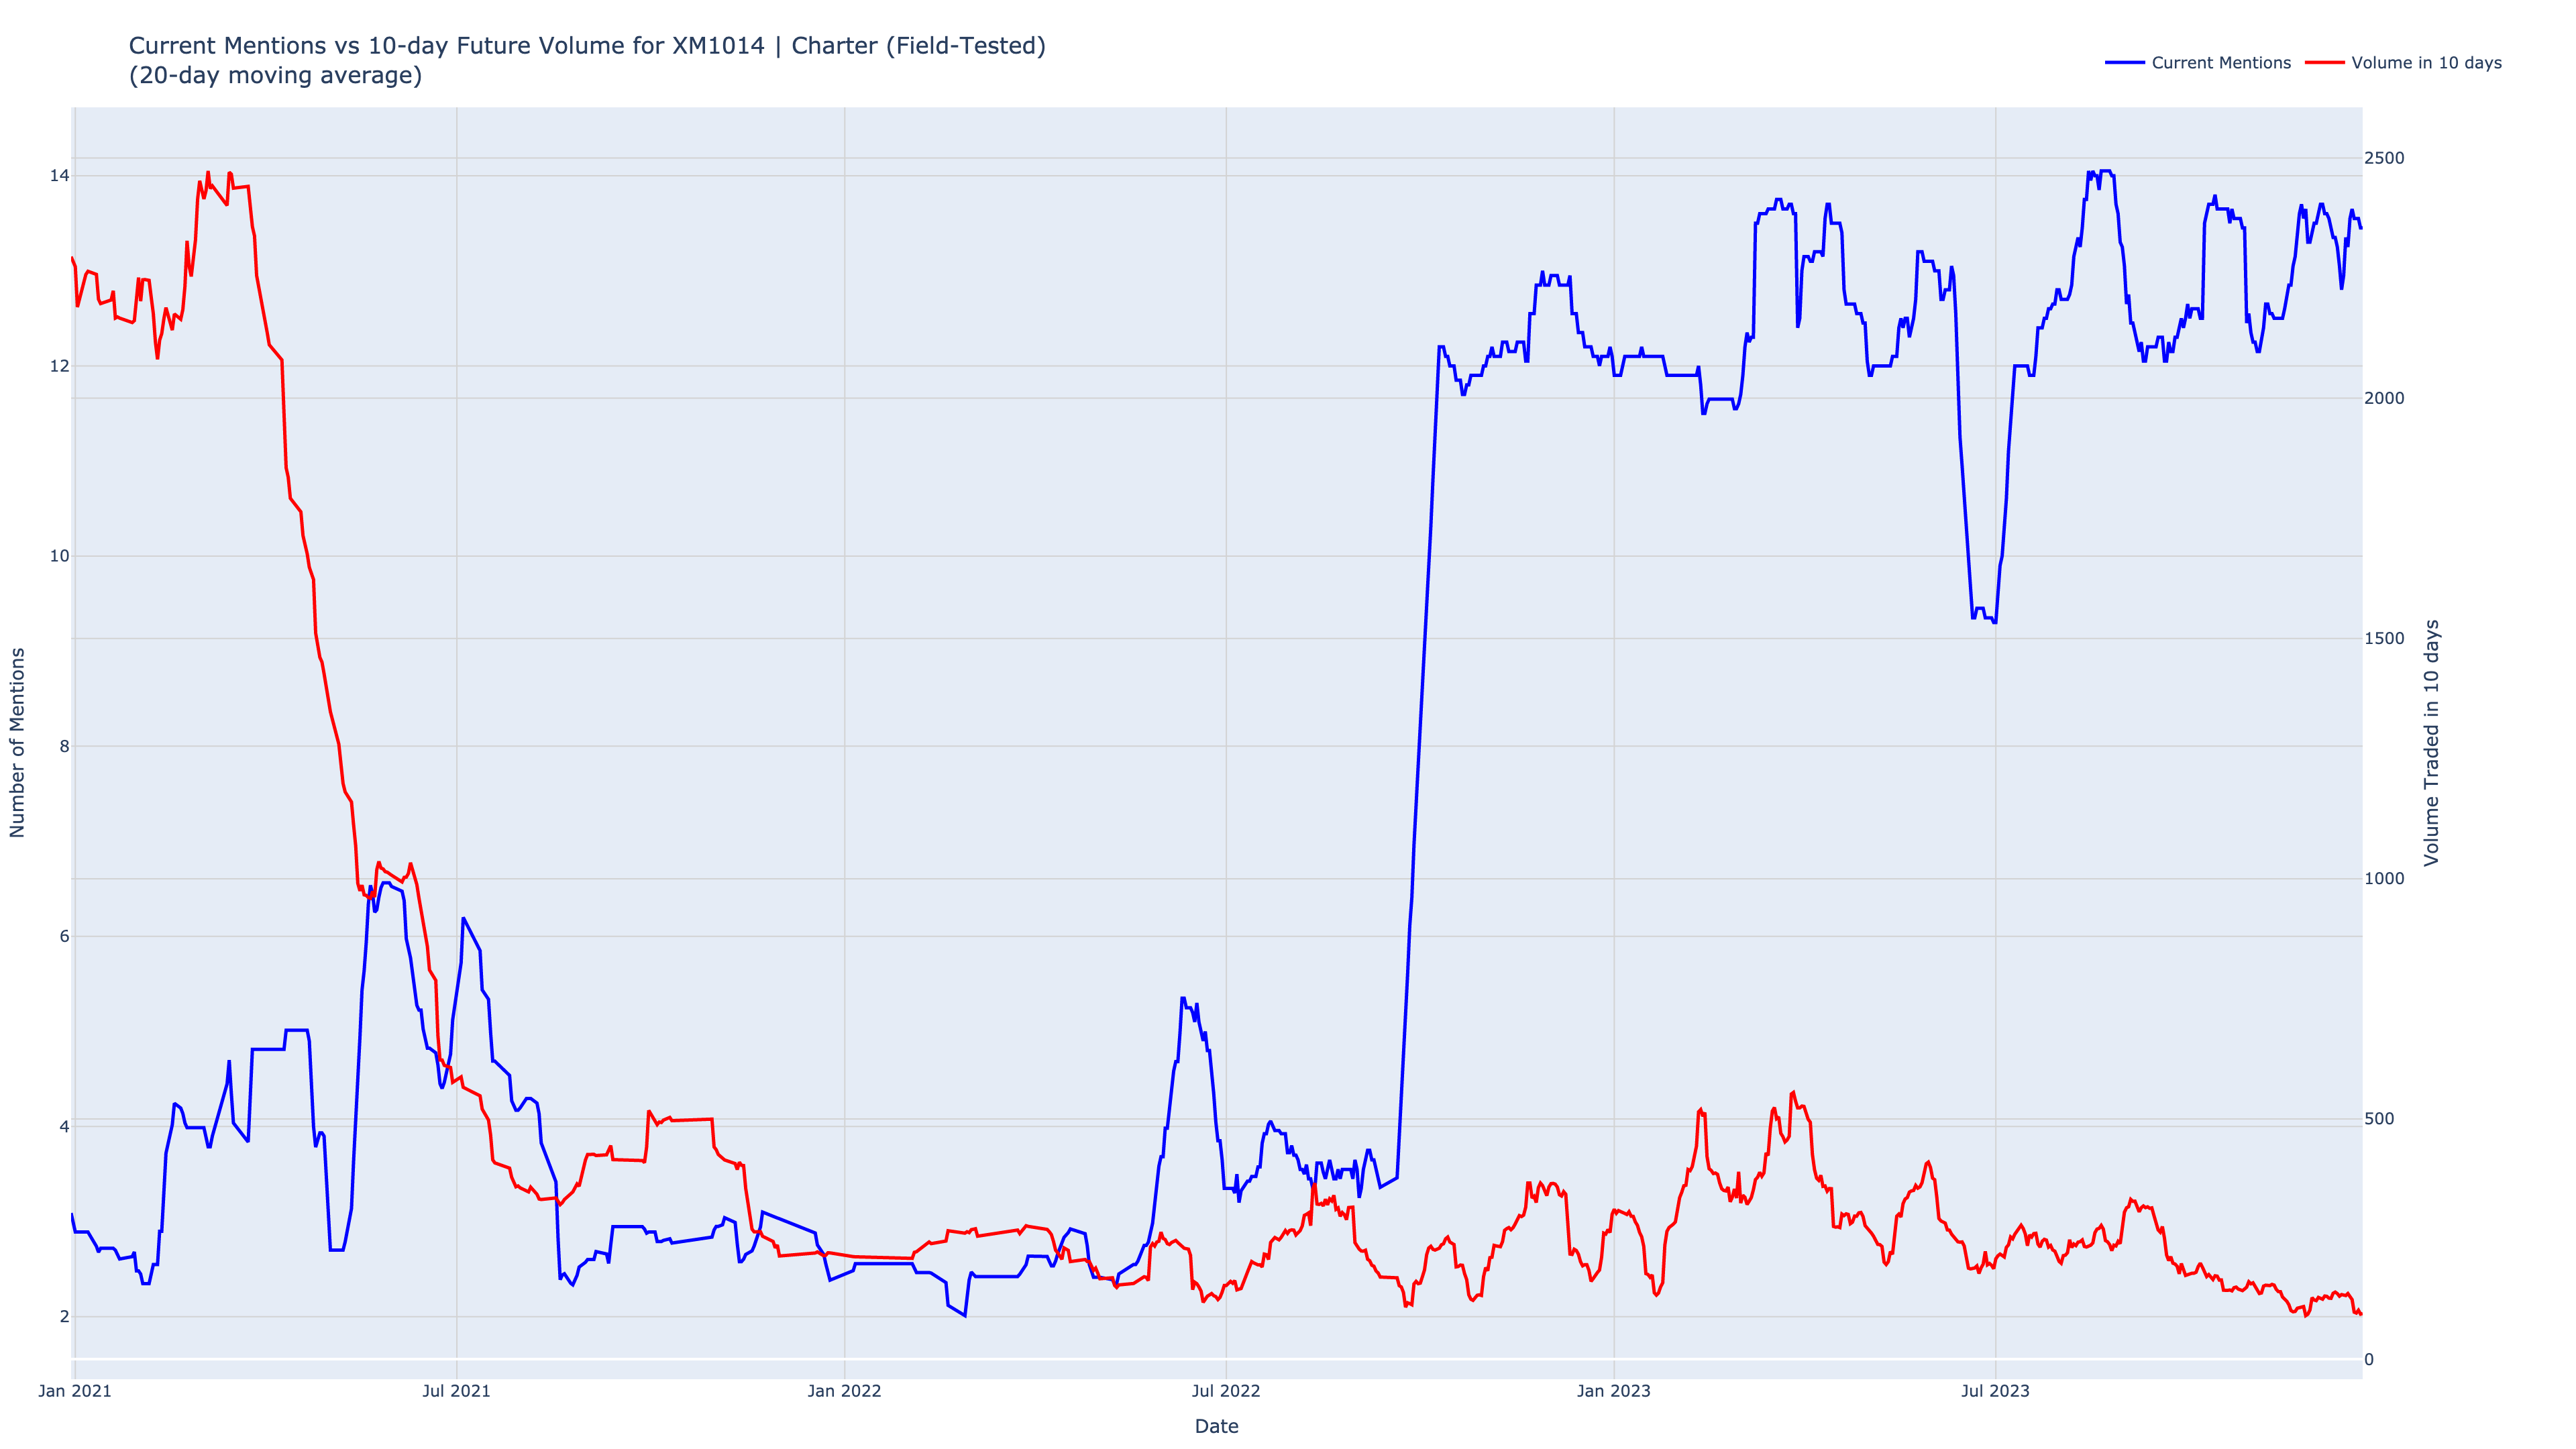 Current Mentions vs 10-day Future Volume for XM1014 | Charter (Field-Tested)
(20-day moving average)
Current Mentions
Volume in 10 days
14
12
10
8
6
4
2
Number of Mentions
2500
2000
1500
1000
500
0
Volume Traded in 10 days
Jan 2021
Jul 2021
Jan 2022
Jul 2022
Jan 2023
Jul 2023
Date